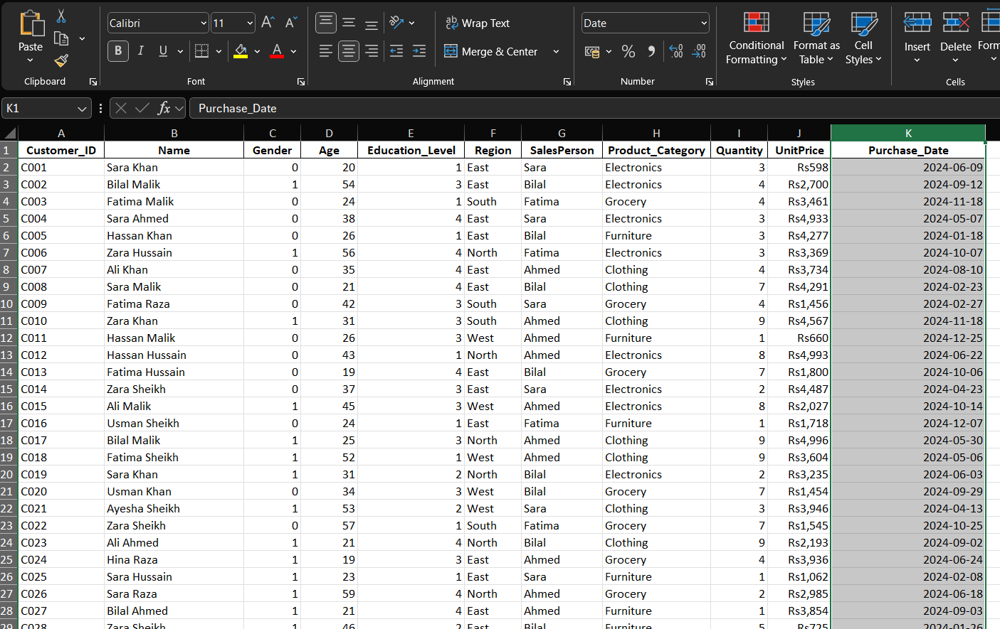 Calibri 11 Wrap Text Date
Paste B I U A Merge & Center % Conditional Formatting Format as Table Cell Styles Insert Delete Form
Clipboard Font Alignment Number Styles Cells
K1 fx Purchase_Date
A B C D E F G H I J K
1 Customer_ID Name Gender Age Education_Level Region SalesPerson Product_Category Quantity UnitPrice Purchase_Date
2 C001 Sara Khan 0 20 1 East Sara Electronics 3 Rs598 2024-06-09
3 C002 Bilal Malik 1 54 3 East Bilal Electronics 4 Rs2,700 2024-09-12
4 C003 Fatima Malik 0 24 1 South Fatima Grocery 4 Rs3,461 2024-11-18
5 C004 Sara Ahmed 0 38 4 East Sara Electronics 3 Rs4,933 2024-05-07
6 C005 Hassan Khan 0 26 1 East Bilal Furniture 3 Rs4,277 2024-01-18
7 C006 Zara Hussain 1 56 4 North Fatima Electronics 3 Rs3,369 2024-10-07
8 C007 Ali Khan 0 35 4 East Ahmed Clothing 4 Rs3,734 2024-08-10
9 C008 Sara Malik 0 21 4 East Bilal Clothing 7 Rs4,291 2024-02-23
10 C009 Fatima Raza 0 42 3 South Sara Grocery 4 Rs1,456 2024-02-27
11 C010 Zara Khan 1 31 3 South Ahmed Clothing 9 Rs4,567 2024-11-18
12 C011 Hassan Malik 0 26 3 West Ahmed Furniture 1 Rs660 2024-12-25
13 C012 Hassan Hussain 0 43 1 North Ahmed Electronics 8 Rs4,993 2024-06-22
14 C013 Fatima Hussain 0 19 4 East Bilal Grocery 7 Rs1,800 2024-10-06
15 C014 Zara Sheikh 0 37 3 East Sara Electronics 2 Rs4,487 2024-04-23
16 C015 Ali Malik 1 45 3 West Ahmed Electronics 8 Rs2,027 2024-10-14
17 C016 Usman Sheikh 0 24 1 East Fatima Furniture 1 Rs1,718 2024-12-07
18 C017 Bilal Malik 1 25 3 North Ahmed Clothing 9 Rs4,996 2024-05-30
19 C018 Fatima Sheikh 1 52 1 West Ahmed Clothing 9 Rs3,604 2024-05-06
20 C019 Sara Khan 1 31 2 North Bilal Electronics 2 Rs3,235 2024-06-03
21 C020 Usman Khan 0 34 3 West Bilal Grocery 7 Rs1,454 2024-09-29
22 C021 Ayesha Sheikh 1 53 2 West Sara Clothing 3 Rs3,946 2024-04-13
23 C022 Zara Sheikh 0 57 1 South Fatima Grocery 7 Rs1,545 2024-10-25
24 C023 Ali Ahmed 1 21 4 North Bilal Clothing 9 Rs2,193 2024-09-02
25 C024 Hina Raza 1 19 3 East Ahmed Grocery 4 Rs3,936 2024-06-24
26 C025 Sara Hussain 1 23 1 East Sara Furniture 1 Rs1,062 2024-02-08
27 C026 Sara Raza 1 59 4 North Ahmed Grocery 2 Rs2,985 2024-06-18
28 C027 Bilal Ahmed 1 21 4 East Ahmed Furniture 1 Rs3,854 2024-09-03
29 C028 Zara Sheikh 1 46 2 East Bilal Furniture 5 Rs725 2024-01-26